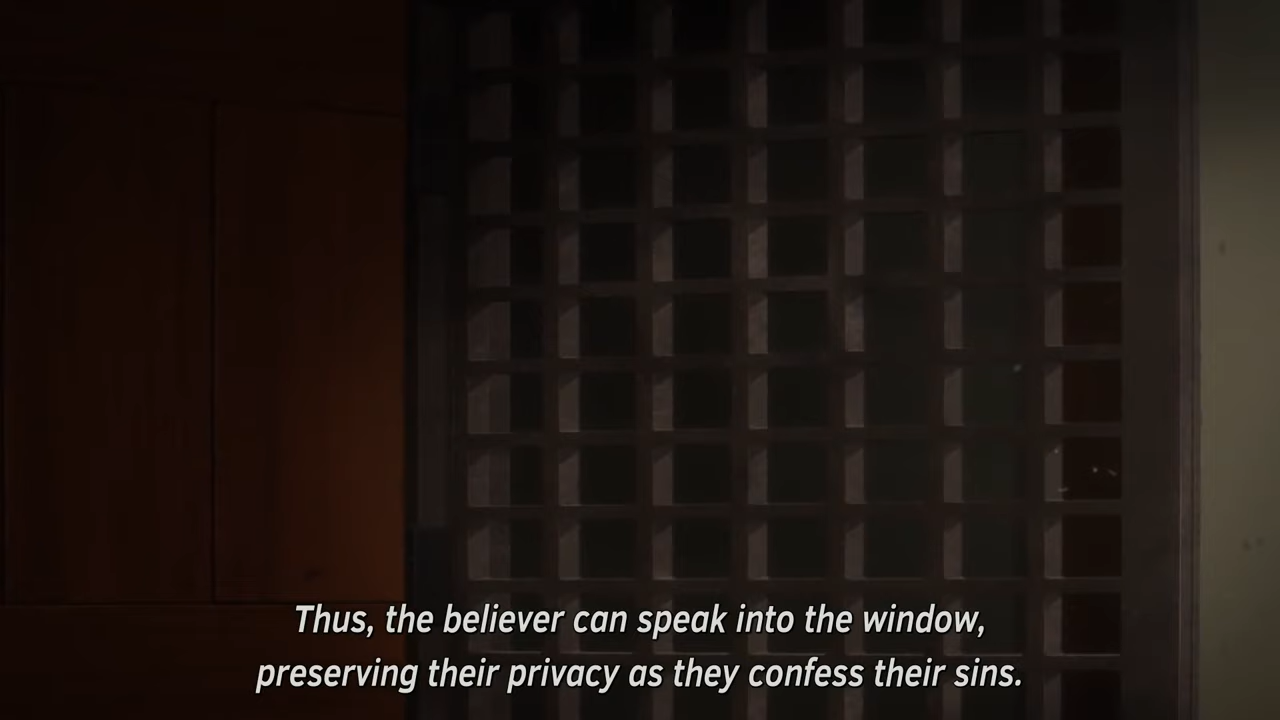 Thus, the believer can speak into the window,
preserving their privacy as they confess their sins.